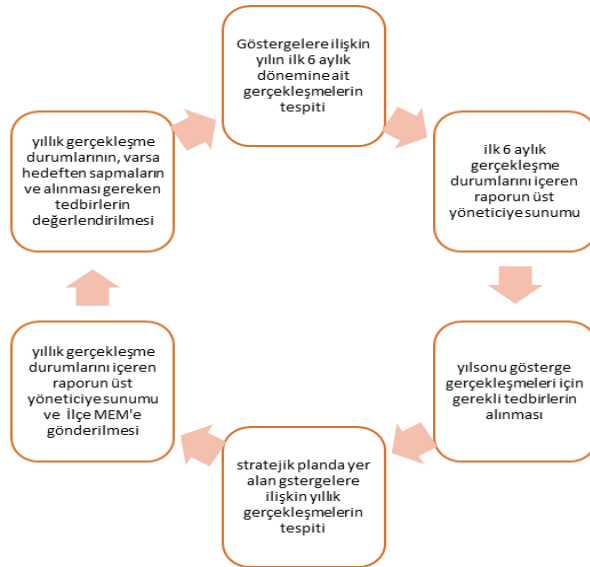 Göstergelere ilişkin
yılın ilk 6 aylık
dönemine ait
gerçekleşmelerin
tespiti
ilk 6 aylık
gerçekleşme
durumlarını içeren
raporun üst
yöneticiye sunumu
yılsonu gösterge
gerçekleşmeleri için
gerekli tedbirlerin
alınması
stratejik planda yer
alan gstergelere
ilişkin yıllık
gerçekleşmelerin
tespiti
yıllık gerçekleşme
durumlarını içeren
raporun üst
yöneticiye sunumu
ve İlçe MEM'e
gönderilmesi
yıllık gerçekleşme
durumlarının, varsa
hedeften sapmaların
ve alınması gereken
tedbirlerin
değerlendirilmesi